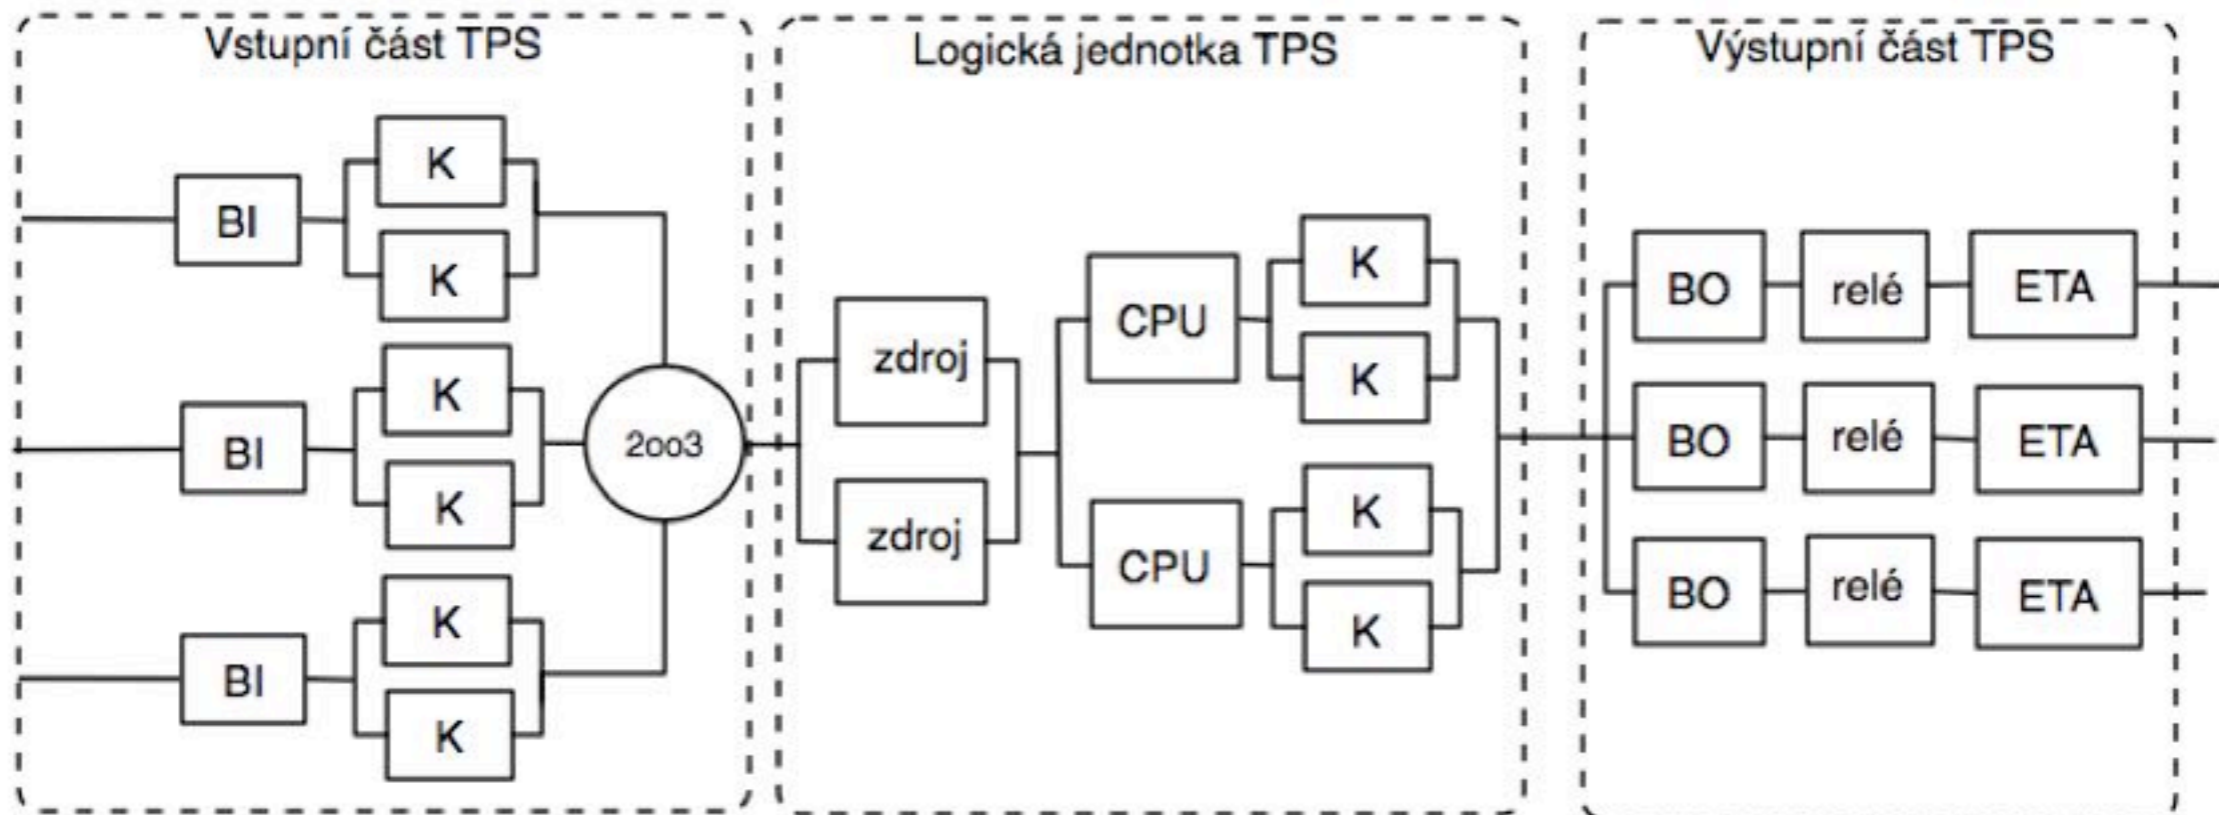 Vstupní část TPS
BI
K
K
BI
K
K
BI
K
K
2oo3
Logická jednotka TPS
zdroj
zdroj
CPU
K
K
CPU
K
K
Výstupní část TPS
BO relé ETA
BO relé ETA
BO relé ETA